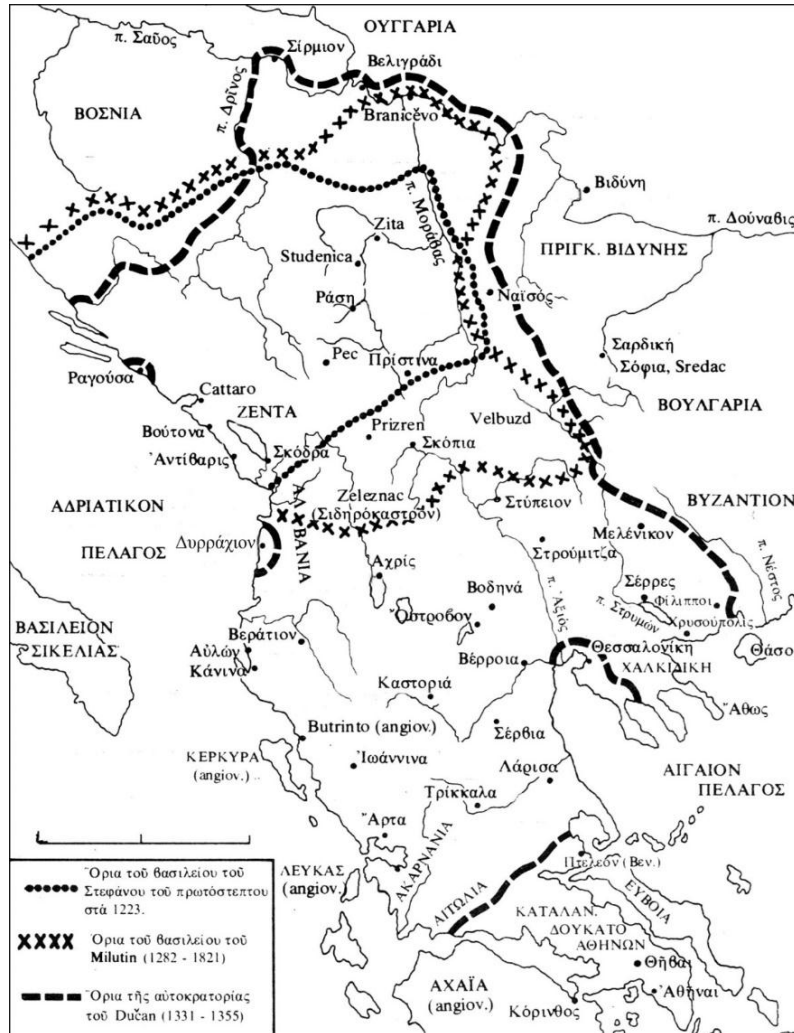 ΟΥΓΓΑΡΙΑ
π. Σαῦος
Σίρμιον
Βελιγράδι
π. Δρῖνος
ΒΟΣΝΙΑ
Branicěvo
Βιδύνη
π. Δούναβις
π. Μοράβας
Zita
ΠΡΙΓΚ. ΒΙΔΥΝΗΣ
Studenica
Ράση
Ναϊσός
Σαρδική
Σόφια, Sredac
Pec
Πρίστινα
Ραγούσα
Cattaro
ΖΕΝΤΑ
ΒΟΥΛΓΑΡΙΑ
Prizren
Velbuzd
Βούτονα
Σκόπια
Ἀντίβαρις
Σκόδρα
ΑΔΡΙΑΤΙΚΟΝ
ΠΕΛΑΓΟΣ
ΑΛΒΑΝΙΑ
Zeleznac
(Σιδηρόκαστρον)
Στύπειον
ΒΥΖΑΝΤΙΟΝ
Μελένικον
π. Νέστος
Δυρράχιον
Στρούμιτζα
Αχρίς
Σέρρες
Φίλιπποι
Βοδηνά
π. Ἀξιός
π. Στρυμών
Χρυσούπολις
Ὄστροβον
ΒΑΣΙΛΕΙΟΝ
ΣΙΚΕΛΙΑΣ
Βεράτιον
Θεσσαλονίκη
Θάσο
Αὐλών
Κάνινα
Βέρροια
ΧΑΛΚΙΔΙΚΗ
Καστοριά
Ἄθως
Butrinto (angiov.)
Σέρβια
ΚΕΡΚΥΡΑ
(angiov.)
Ἰωάννινα
Λάρισα
ΑΙΓΑΙΟΝ
ΠΕΛΑΓΟΣ
Τρίκκαλα
Ἄρτα
ΑΚΑΡΝΑΝΙΑ
Πτελεόν (Βεν.)
ΛΕΥΚΑΣ
(angiov.)
ΑΙΤΩΛΙΑ
ΕΥΒΟΙΑ
ΚΑΤΑΛΑΝ.
ΔΟΥΚΑΤΟ
ΑΘΗΝΩΝ
Θῆβαι
ΑΧΑΪΑ
(angiov.)
Ἀθῆναι
Κόρινθος
Ὅρια τοῦ βασιλείου τοῦ
Στεφάνου τοῦ πρωτόστεπτου
στά 1223.
Ὅρια τοῦ βασιλείου τοῦ
Milutin (1282 - 1821)
Ὅρια τῆς αὐτοκρατορίας
τοῦ Dučan (1331 - 1355)